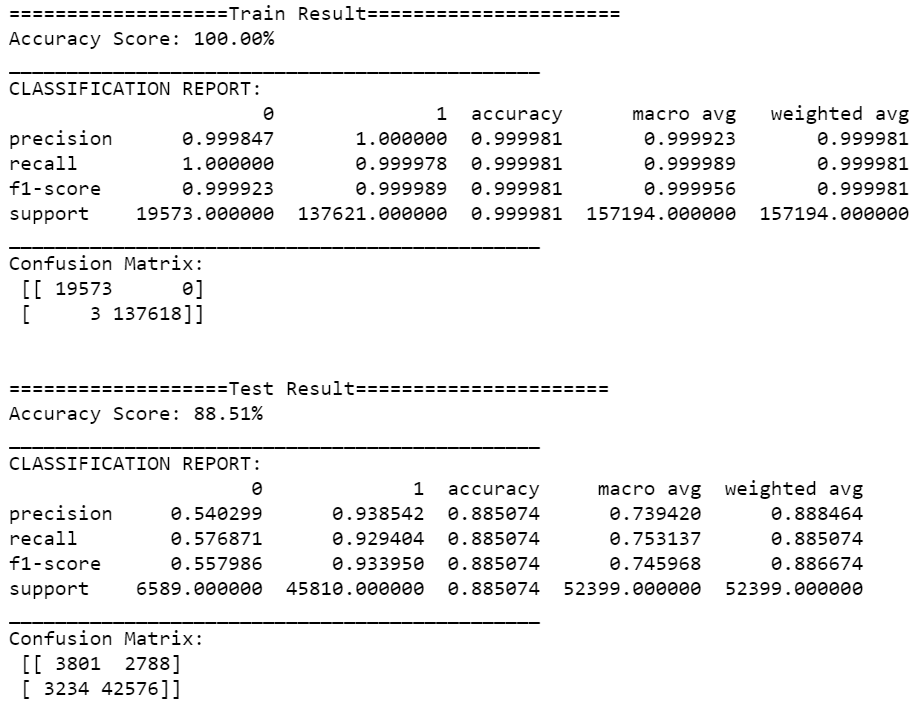 ===================Train Result======================
Accuracy Score: 100.00%
_______________________________________________
CLASSIFICATION REPORT:
                      0              1  accuracy      macro avg   weighted avg
precision      0.999847       1.000000  0.999981       0.999923       0.999981
recall         1.000000       0.999978  0.999981       0.999989       0.999981
f1-score       0.999923       0.999989  0.999981       0.999956       0.999981
support    19573.000000  137621.000000  0.999981  157194.000000  157194.000000
_______________________________________________
Confusion Matrix:
 [[ 19573      0]
 [     3 137618]]
===================Test Result======================
Accuracy Score: 88.51%
_______________________________________________
CLASSIFICATION REPORT:
                     0             1  accuracy     macro avg  weighted avg
precision     0.540299      0.938542  0.885074      0.739420      0.888464
recall        0.576871      0.929404  0.885074      0.753137      0.885074
f1-score      0.557986      0.933950  0.885074      0.745968      0.886674
support    6589.000000  45810.000000  0.885074  52399.000000  52399.000000
_______________________________________________
Confusion Matrix:
 [[ 3801  2788]
 [ 3234 42576]]